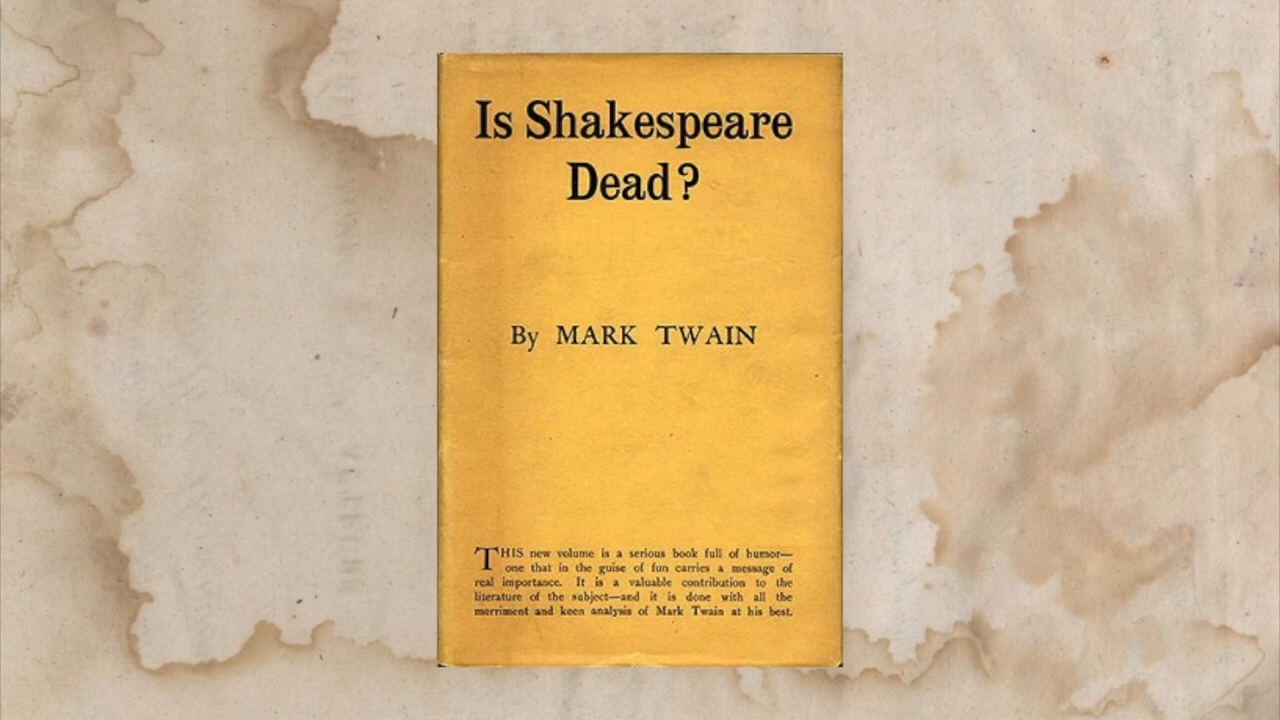 Is Shakespeare
Dead?
By MARK TWAIN
THIS new volume is a serious book full of humor—
one that in the guise of fun carries a message of
real importance. It is a valuable contribution to the
literature of the subject—and it is done with all the
merriment and keen analysis of Mark Twain at his best.